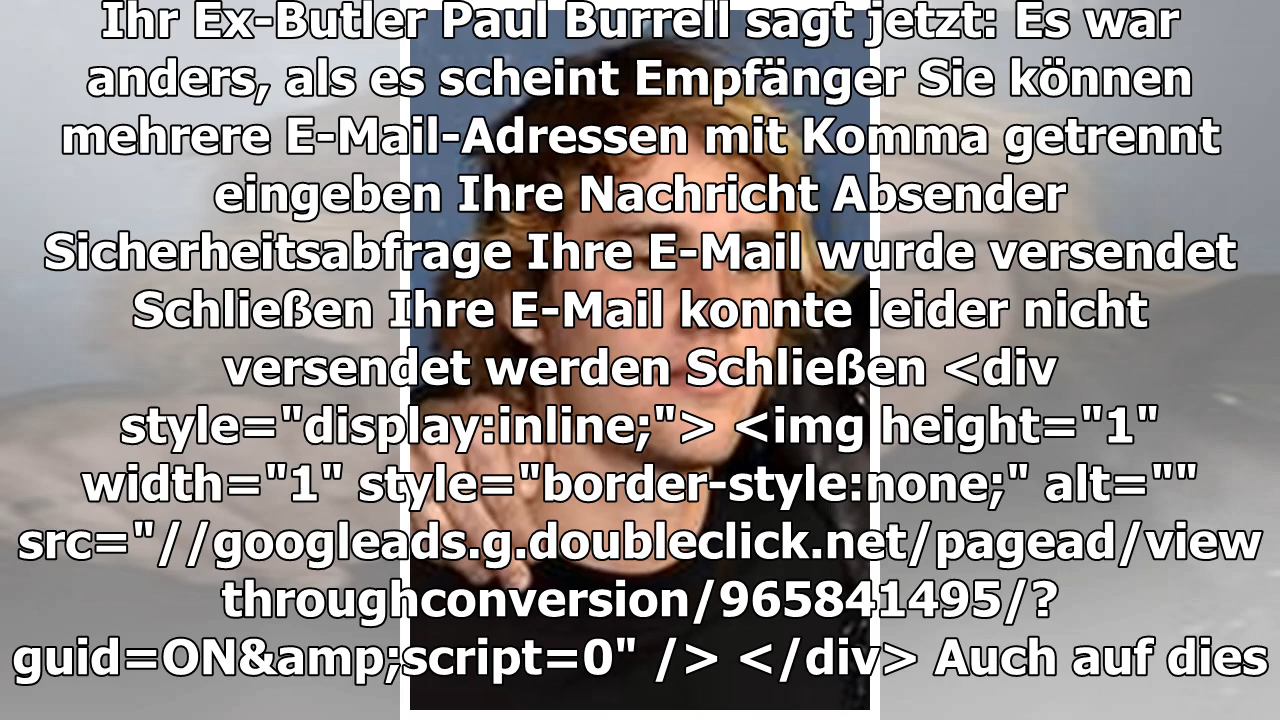 Ihr Ex-Butler Paul Burrell sagt jetzt: Es war
anders, als es scheint Empfänger Sie können
mehrere E-Mail-Adressen mit Komma getrennt
eingeben Ihre Nachricht Absender
Sicherheitsabfrage Ihre E-Mail wurde versendet
Schließen Ihre E-Mail konnte leider nicht
versendet werden Schließen <div
style="display:inline;"> <img height="1"
width="1" style="border-style:none;" alt=""
src="//googleads.g.doubleclick.net/pagead/view
throughconversion/965841495/?
guid=ON&amp;script=0" /> </div> Auch auf dies